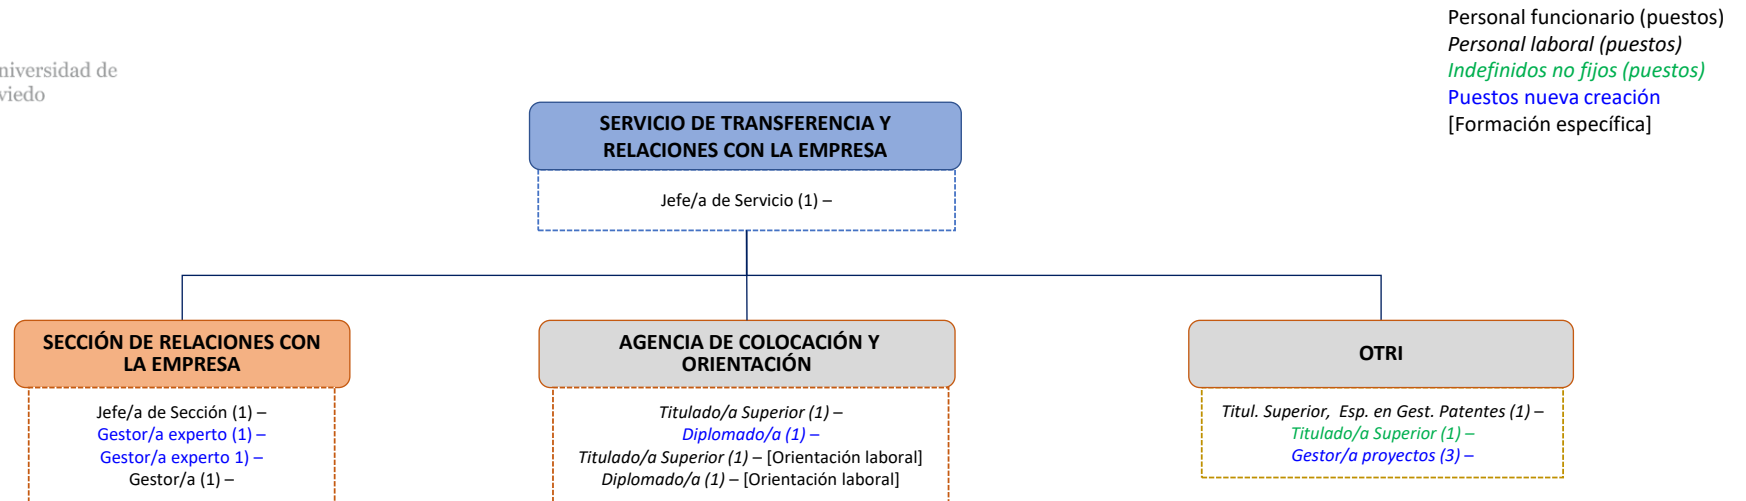 Personal funcionario (puestos)
Personal laboral (puestos)
Indefinidos no fijos (puestos)
Puestos nueva creación
[Formación específica]
niversidad de
viedo
SERVICIO DE TRANSFERENCIA Y
RELACIONES CON LA EMPRESA
Jefe/a de Servicio (1) –
SECCIÓN DE RELACIONES CON
LA EMPRESA
Jefe/a de Sección (1) –
Gestor/a experto (1) –
Gestor/a experto 1) –
Gestor/a (1) –
AGENCIA DE COLOCACIÓN Y
ORIENTACIÓN
Titulado/a Superior (1) –
Diplomado/a (1) –
Titulado/a Superior (1) – [Orientación laboral]
Diplomado/a (1) – [Orientación laboral]
OTRI
Titul. Superior, Esp. en Gest. Patentes (1) –
Titulado/a Superior (1) –
Gestor/a proyectos (3) –